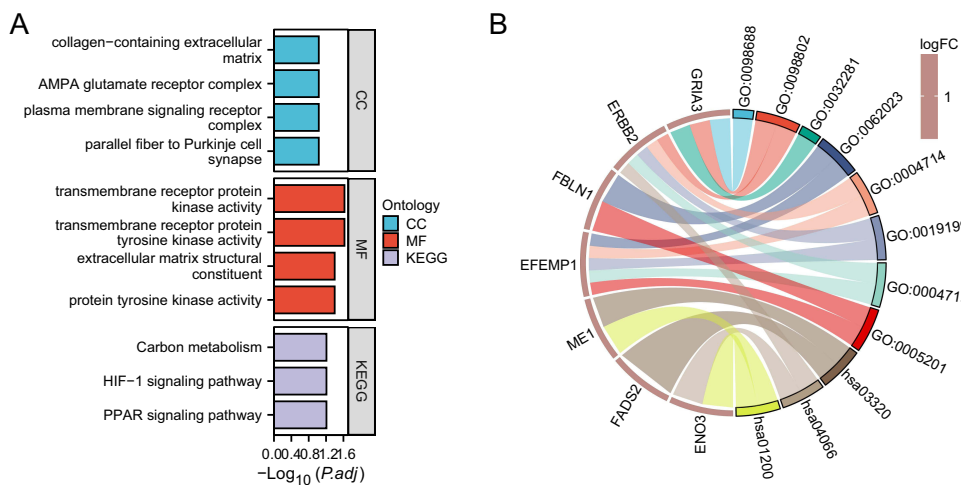 A
collagen−containing extracellular
matrix
AMPA glutamate receptor complex
plasma membrane signaling receptor
complex
parallel fiber to Purkinje cell
synapse
CC
transmembrane receptor protein
kinase activity
transmembrane receptor protein
tyrosine kinase activity
extracellular matrix structural
constituent
protein tyrosine kinase activity
MF
Carbon metabolism
HIF−1 signaling pathway
PPAR signaling pathway
KEGG
0.00.40.81.21.6
−Log10 (P.adj)
Ontology
CC
MF
KEGG
B
logFC
1
GO:0098688
GO:0098802
GO:0032281
GO:0062023
GO:0004714
GO:0019199
GO:000471
GO:0005201
hsa03320
hsa04066
hsa01200
ENO3
FADS2
ME1
EFEMP1
FBLN1
ERBB2
GRIA3